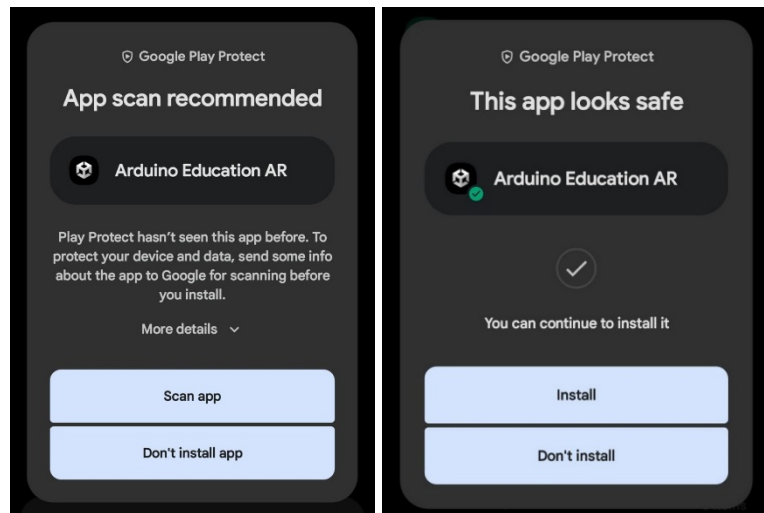 Google Play Protect
App scan recommended
Arduino Education AR
Play Protect hasn't seen this app before. To
protect your device and data, send some info
about the app to Google for scanning before
you install.
More details
Scan app
Don't install app
Google Play Protect
This app looks safe
Arduino Education AR
You can continue to install it
Install
Don't install